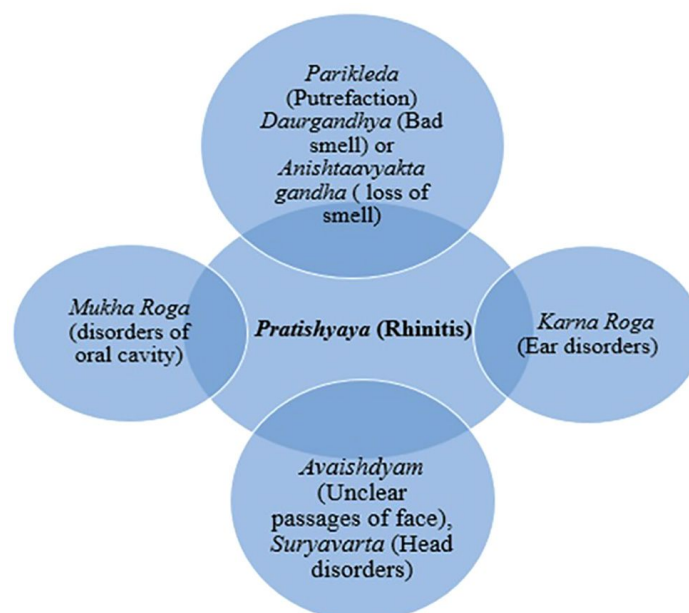 Parikleda
(Putrefaction)
Daurgandhya (Bad
smell) or
Anishtaavyakta
gandha ( loss of
smell)
Mukha Roga
(disorders of
oral cavity)
Pratishyaya (Rhinitis)
Karna Roga
(Ear disorders)
Avaishdyam
(Unclear
passages of face),
Suryavarta (Head
disorders)